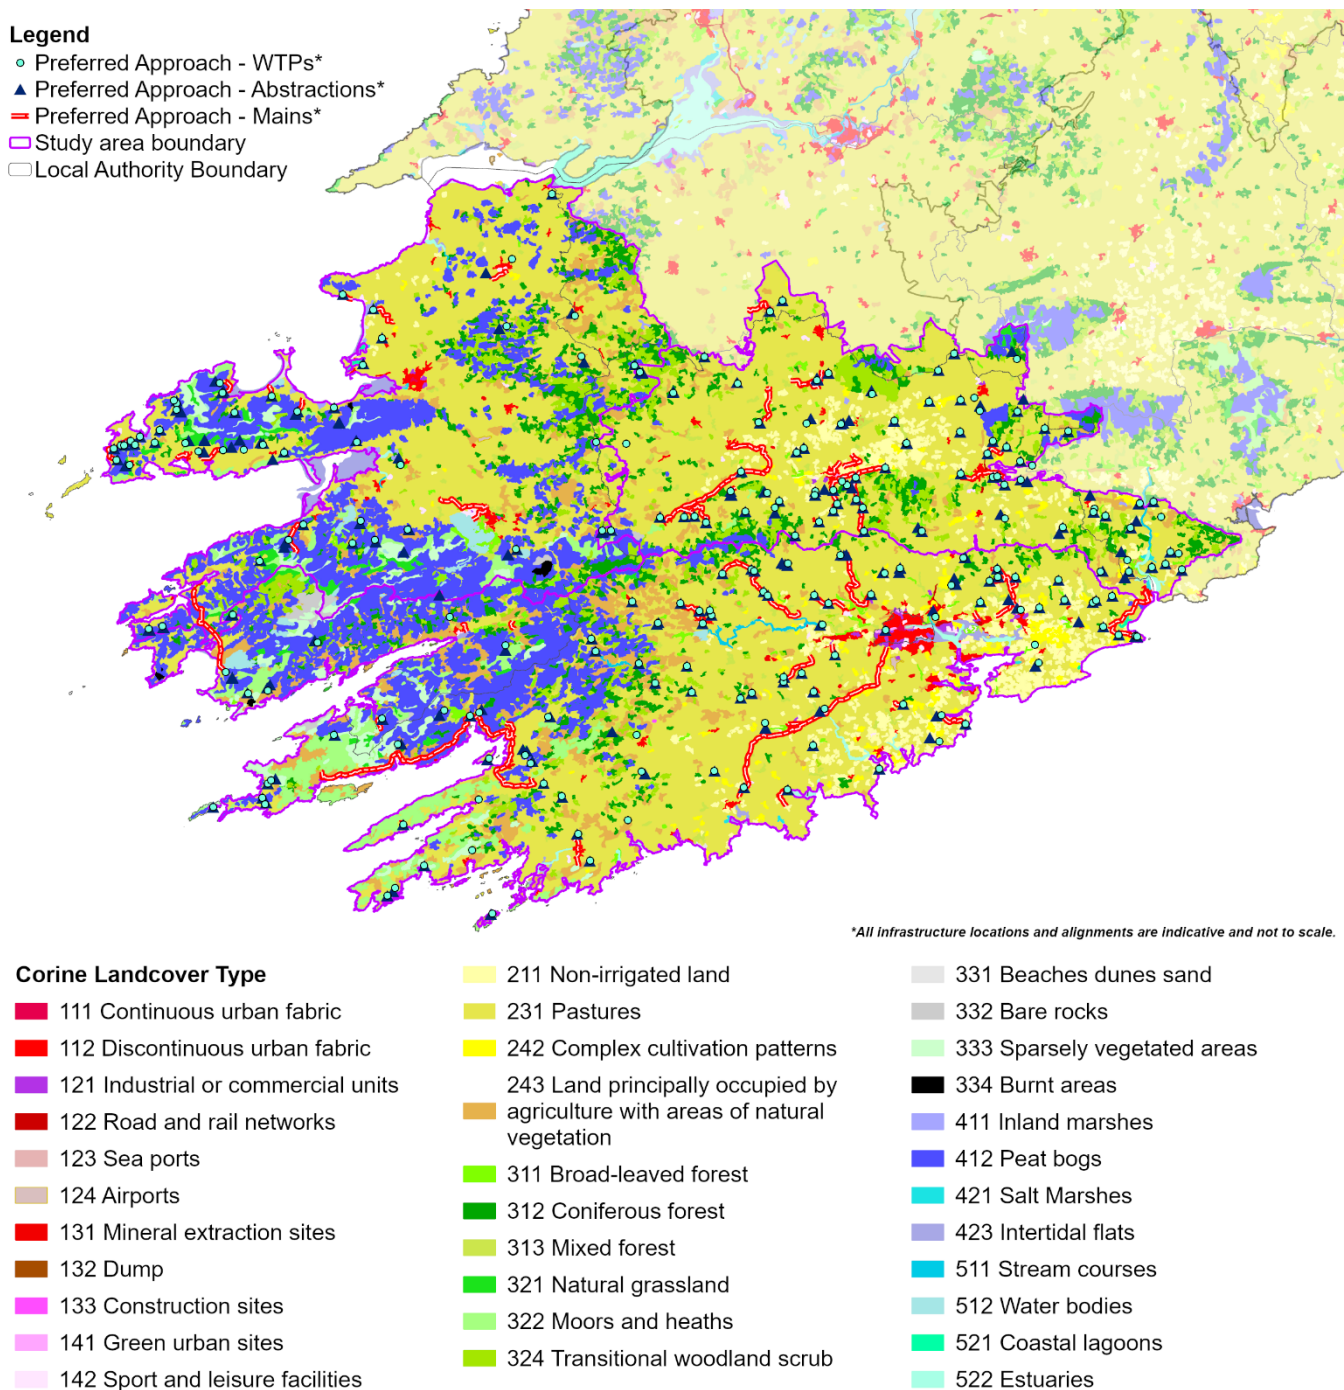 Legend
Preferred Approach - WTPs*
Preferred Approach - Abstractions*
Preferred Approach - Mains*
Study area boundary
Local Authority Boundary
*All infrastructure locations and alignments are indicative and not to scale.
Corine Landcover Type
111 Continuous urban fabric
112 Discontinuous urban fabric
121 Industrial or commercial units
122 Road and rail networks
123 Sea ports
124 Airports
131 Mineral extraction sites
132 Dump
133 Construction sites
141 Green urban sites
142 Sport and leisure facilities
211 Non-irrigated land
231 Pastures
242 Complex cultivation patterns
243 Land principally occupied by
agriculture with areas of natural
vegetation
311 Broad-leaved forest
312 Coniferous forest
313 Mixed forest
321 Natural grassland
322 Moors and heaths
324 Transitional woodland scrub
331 Beaches dunes sand
332 Bare rocks
333 Sparsely vegetated areas
334 Burnt areas
411 Inland marshes
412 Peat bogs
421 Salt Marshes
423 Intertidal flats
511 Stream courses
512 Water bodies
521 Coastal lagoons
522 Estuaries